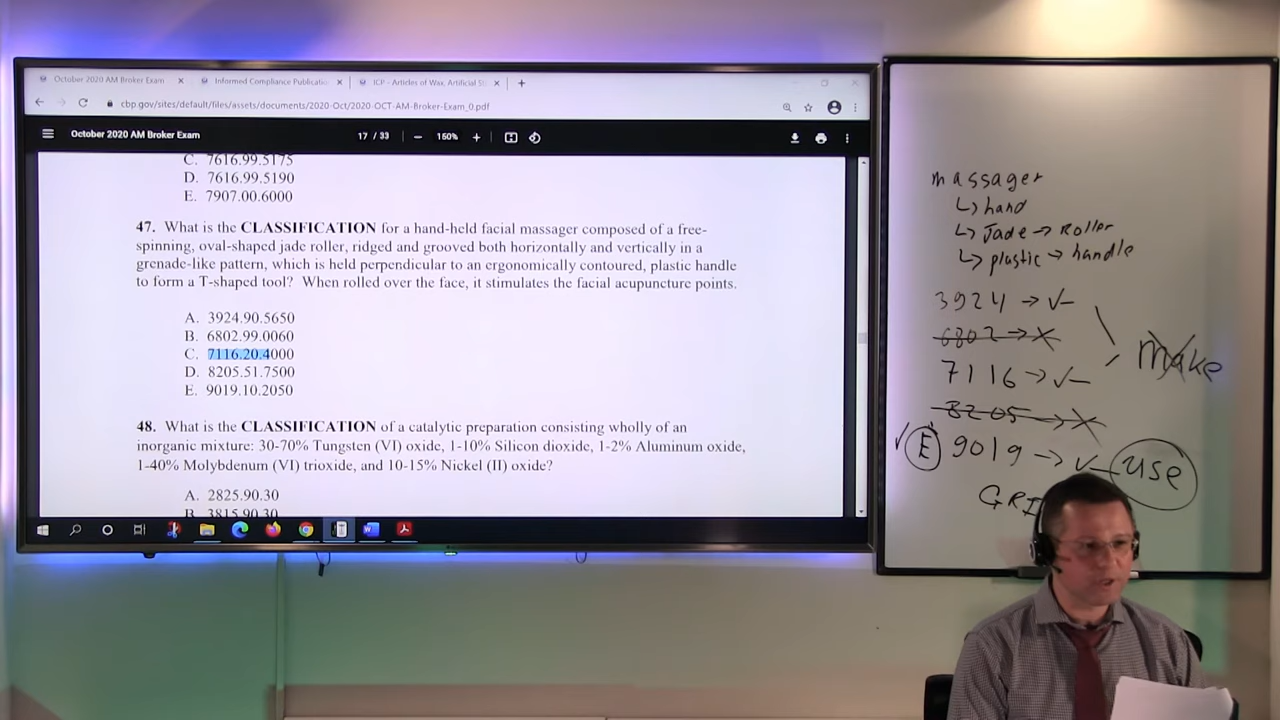 October 2020 AM Broker Exam
Informed Compliance Publicatio
ICP - Articles of Wax, Artificial St
cbp.gov/sites/default/files/assets/documents/2020-Oct/2020-OCT-AM-Broker-Exam_0.pdf
October 2020 AM Broker Exam
17 / 33
150%
C. 7616.99.5175
D. 7616.99.5190
E. 7907.00.6000
47. What is the CLASSIFICATION for a hand-held facial massager composed of a free-
spinning, oval-shaped jade roller, ridged and grooved both horizontally and vertically in a
grenade-like pattern, which is held perpendicular to an ergonomically contoured, plastic handle
to form a T-shaped tool? When rolled over the face, it stimulates the facial acupuncture points.
A. 3924.90.5650
B. 6802.99.0060
C. 7116.20.4000
D. 8205.51.7500
E. 9019.10.2050
48. What is the CLASSIFICATION of a catalytic preparation consisting wholly of an
inorganic mixture: 30-70% Tungsten (VI) oxide, 1-10% Silicon dioxide, 1-2% Aluminum oxide,
1-40% Molybdenum (VI) trioxide, and 10-15% Nickel (II) oxide?
A. 2825.90.30
B. 3815.90.30
massager
↳ hand
↳ Jade → Roller
↳ plastic → handle
3924 → ✓
6802 → X
7116 → ✓
make
8205 → X
✓ E 9019 → ✓
use
GRI